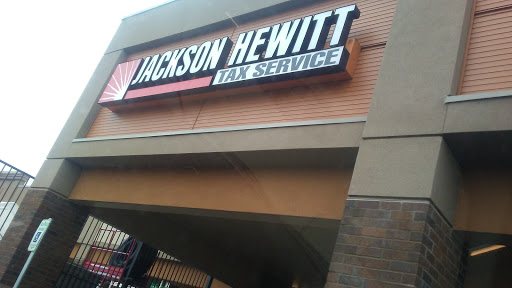 JACKSON HEWITT
TAX SERVICE